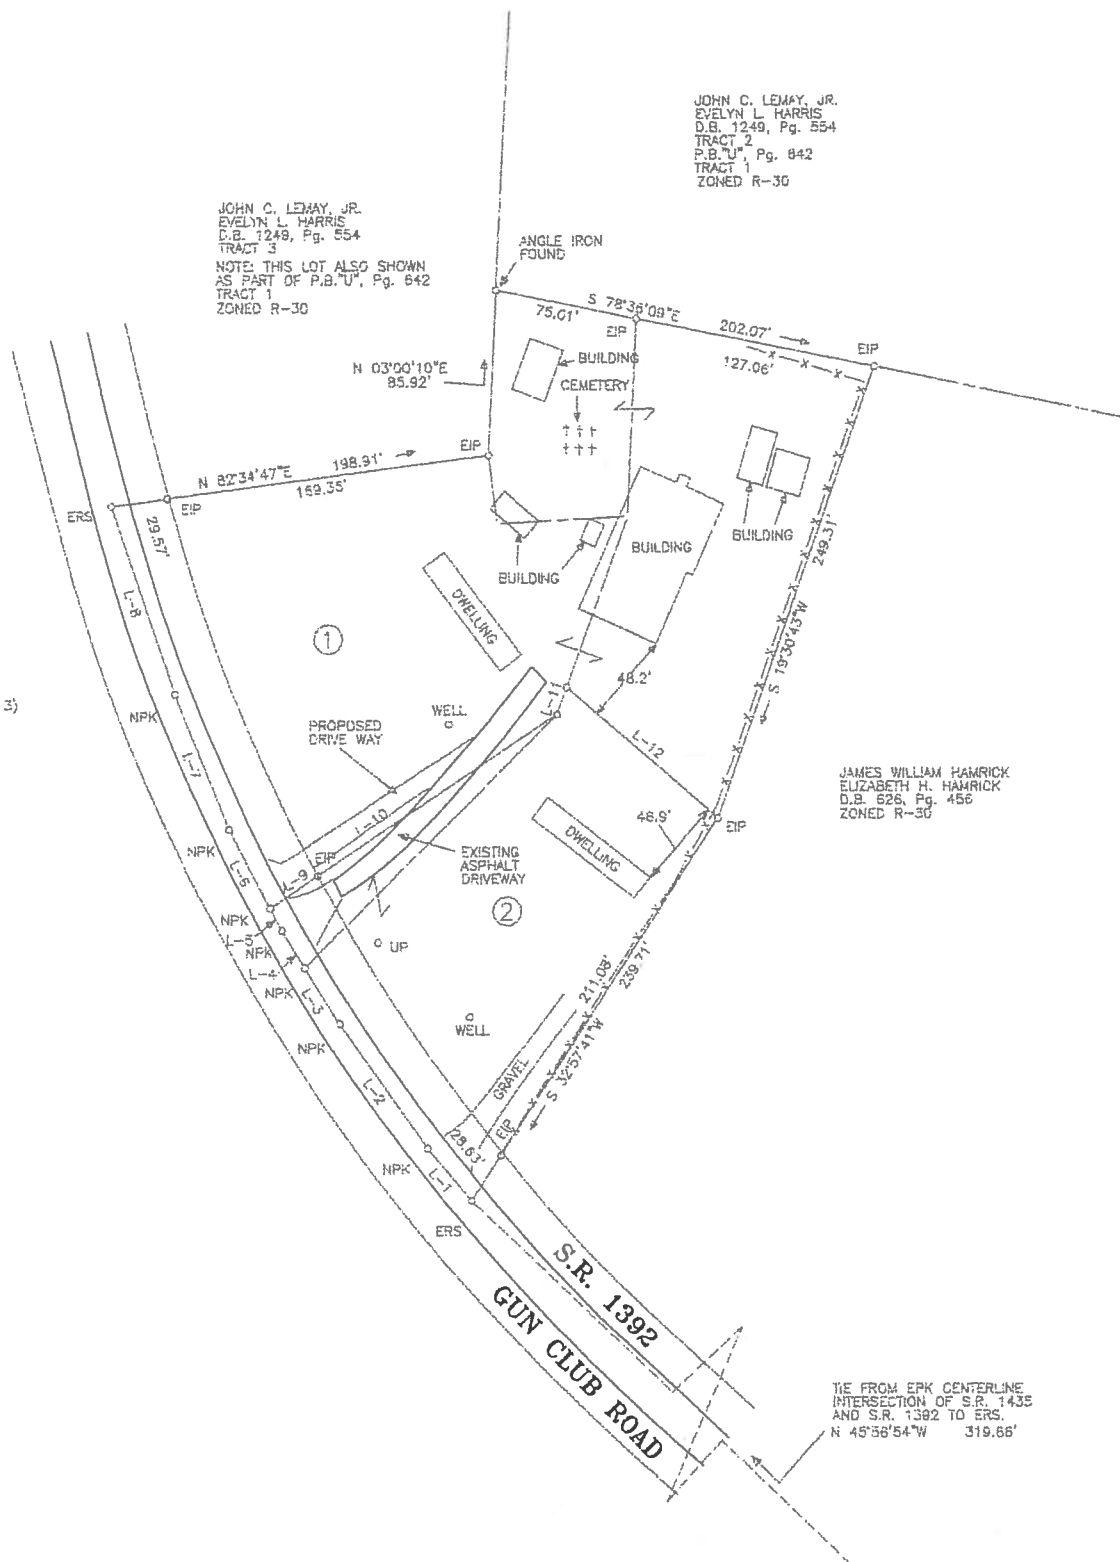 JOHN C. LEMAY, JR.
EVELYN L. HARRIS
D.B. 1249, Pg. 554
TRACT 2
P.B."U", Pg. 642
TRACT 1
ZONED R-30
JOHN C. LEMAY, JR.
EVELYN L. HARRIS
D.B. 1249, Pg. 554
TRACT 3
NOTE: THIS LOT ALSO SHOWN
AS PART OF P.B."U", Pg. 642
TRACT 1
ZONED R-30
ANGLE IRON
FOUND
S 78°36'09"E
75.01'
EIP
202.07'
127.06'
EIP
N 03°00'10"E
85.92'
BUILDING
CEMETERY
EIP
N 82°34'47"E
198.91'
169.35'
ERS
EIP
29.57'
BUILDING
BUILDING
BUILDING
249.31'
S 19°30'43"W
L-8
DWELLING
1
48.2'
3)
NPK
WELL
L-11
PROPOSED
DRIVE WAY
L-12
L-7
JAMES WILLIAM HAMRICK
ELIZABETH H. HAMRICK
D.B. 626, Pg. 456
ZONED R-30
L-10
46.9'
EIP
DWELLING
NPK
L-6
EIP
L-9
EXISTING
ASPHALT
DRIVEWAY
2
NPK
L-5
NPK
L-4
NPK
UP
L-3
NPK
211.08'
239.71'
S 32°57'41"W
WELL
GRAVEL
L-2
EIP
28.63'
NPK
L-1
ERS
S.R. 1392
GUN CLUB ROAD
TIE FROM EPK CENTERLINE
INTERSECTION OF S.R. 1435
AND S.R. 1392 TO ERS.
N 45°56'54"W 319.66'